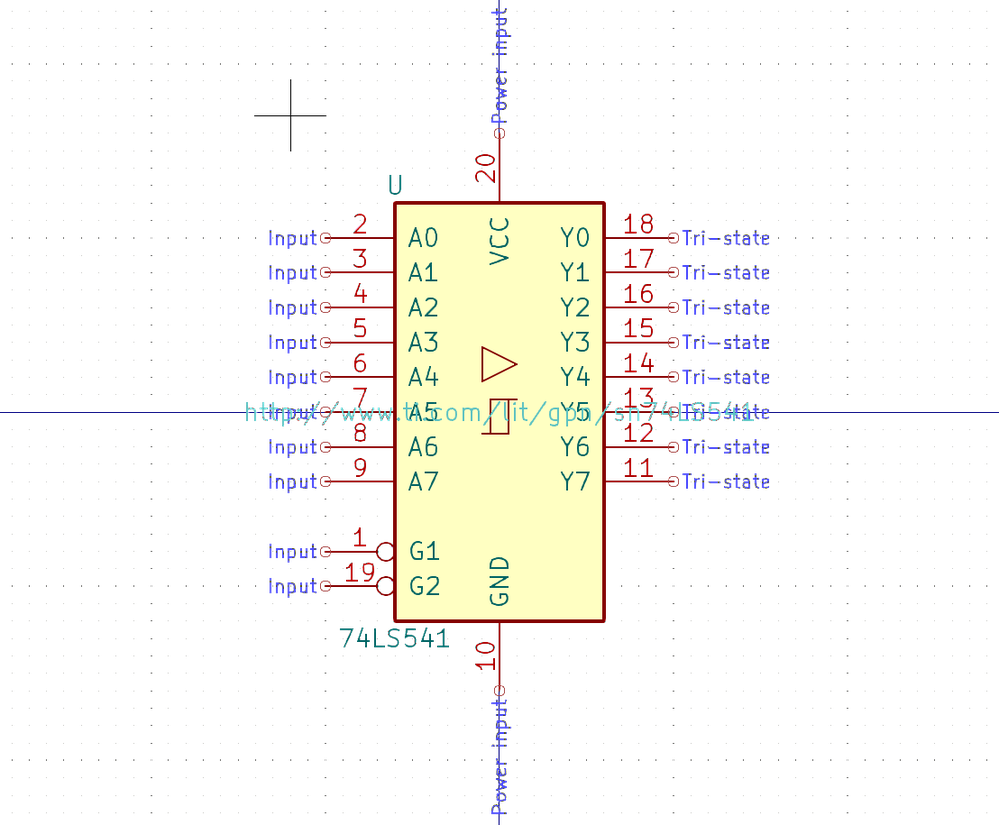 Power input
20
U
VCC
Input 2 A0 Y0 18 Tri-state
Input 3 A1 Y1 17 Tri-state
Input 4 A2 Y2 16 Tri-state
Input 5 A3 Y3 15 Tri-state
Input 6 A4 Y4 14 Tri-state
Input 7 A5 Y5 13 Tri-state
http://www.ti.com/lit/gpn/sn74LS541
Input 8 A6 Y6 12 Tri-state
Input 9 A7 Y7 11 Tri-state
Input 1 G1
Input 19 G2
GND
74LS541
10
Power input